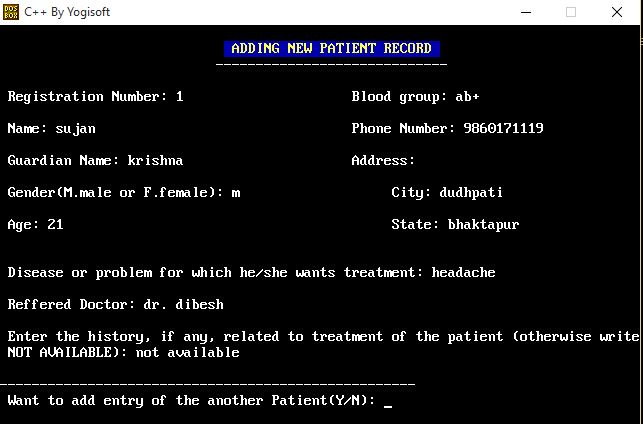 DOS BOX C++ By Yogisoft
ADDING NEW PATIENT RECORD
Registration Number: 1 Blood group: ab+
Name: sujan Phone Number: 9860171119
Guardian Name: krishna Address:
Gender(M.male or F.female): m City: dudhpati
Age: 21 State: bhaktapur
Disease or problem for which he/she wants treatment: headache
Reffered Doctor: dr. dibesh
Enter the history, if any, related to treatment of the patient (otherwise write
NOT AVAILABLE): not available
Want to add entry of the another Patient(Y/N): _